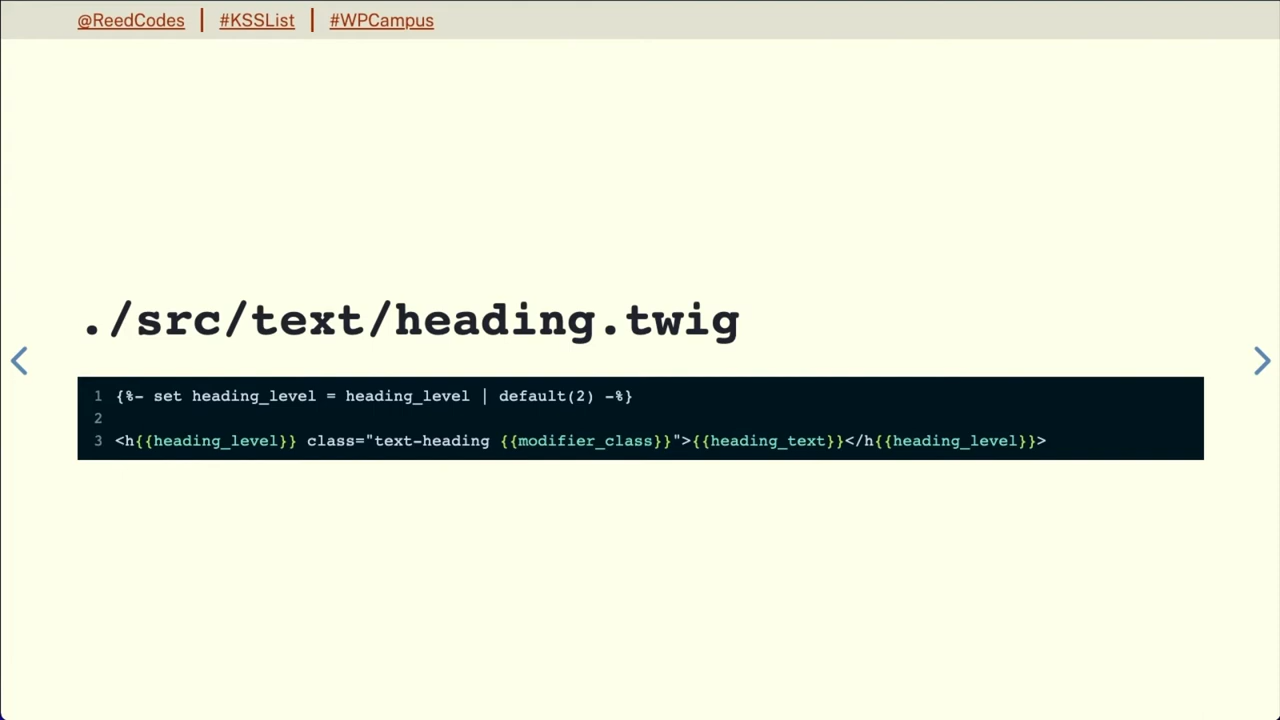 @ReedCodes | #KSSList | #WPCampus
./src/text/heading.twig
1 {%- set heading_level = heading_level | default(2) -%}
2
3 <h{{heading_level}} class="text-heading {{modifier_class}}">{{heading_text}}</h{{heading_level}}>